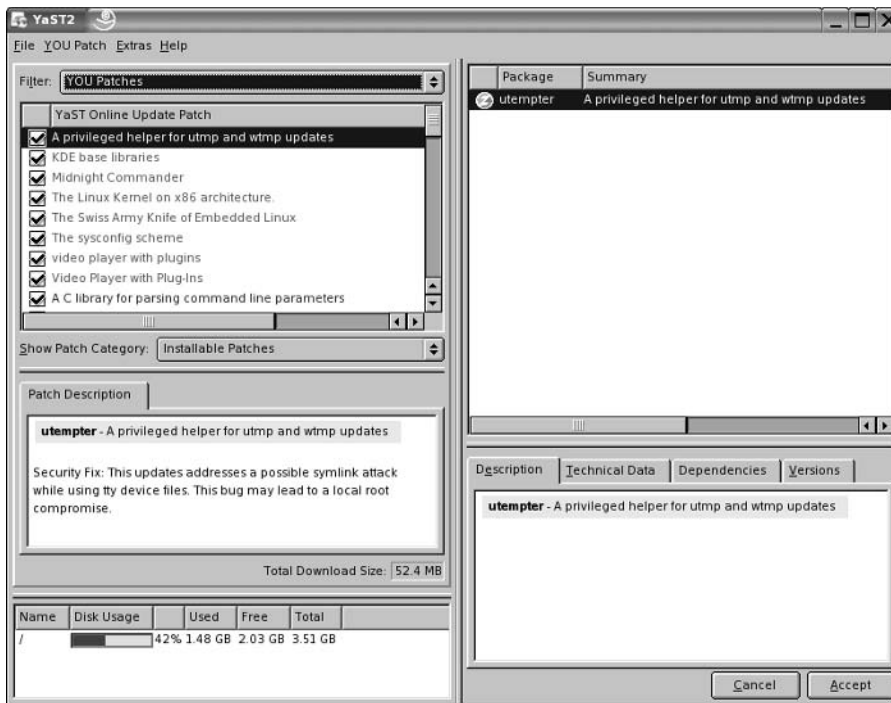 YaST2
File YOU Patch Extras Help
Filter: YOU Patches
YaST Online Update Patch
A privileged helper for utmp and wtmp updates
KDE base libraries
Midnight Commander
The Linux Kernel on x86 architecture.
The Swiss Army Knife of Embedded Linux
The sysconfig scheme
video player with plugins
Video Player with Plug-Ins
A C library for parsing command line parameters
Show Patch Category: Installable Patches
Patch Description
utempter - A privileged helper for utmp and wtmp updates
Security Fix: This updates addresses a possible symlink attack
while using tty device files. This bug may lead to a local root
compromise.
Total Download Size: 52.4 MB
Name Disk Usage Used Free Total
/ 42% 1.48 GB 2.03 GB 3.51 GB
Package Summary
utempter A privileged helper for utmp and wtmp updates
Description Technical Data Dependencies Versions
utempter - A privileged helper for utmp and wtmp updates
Cancel Accept